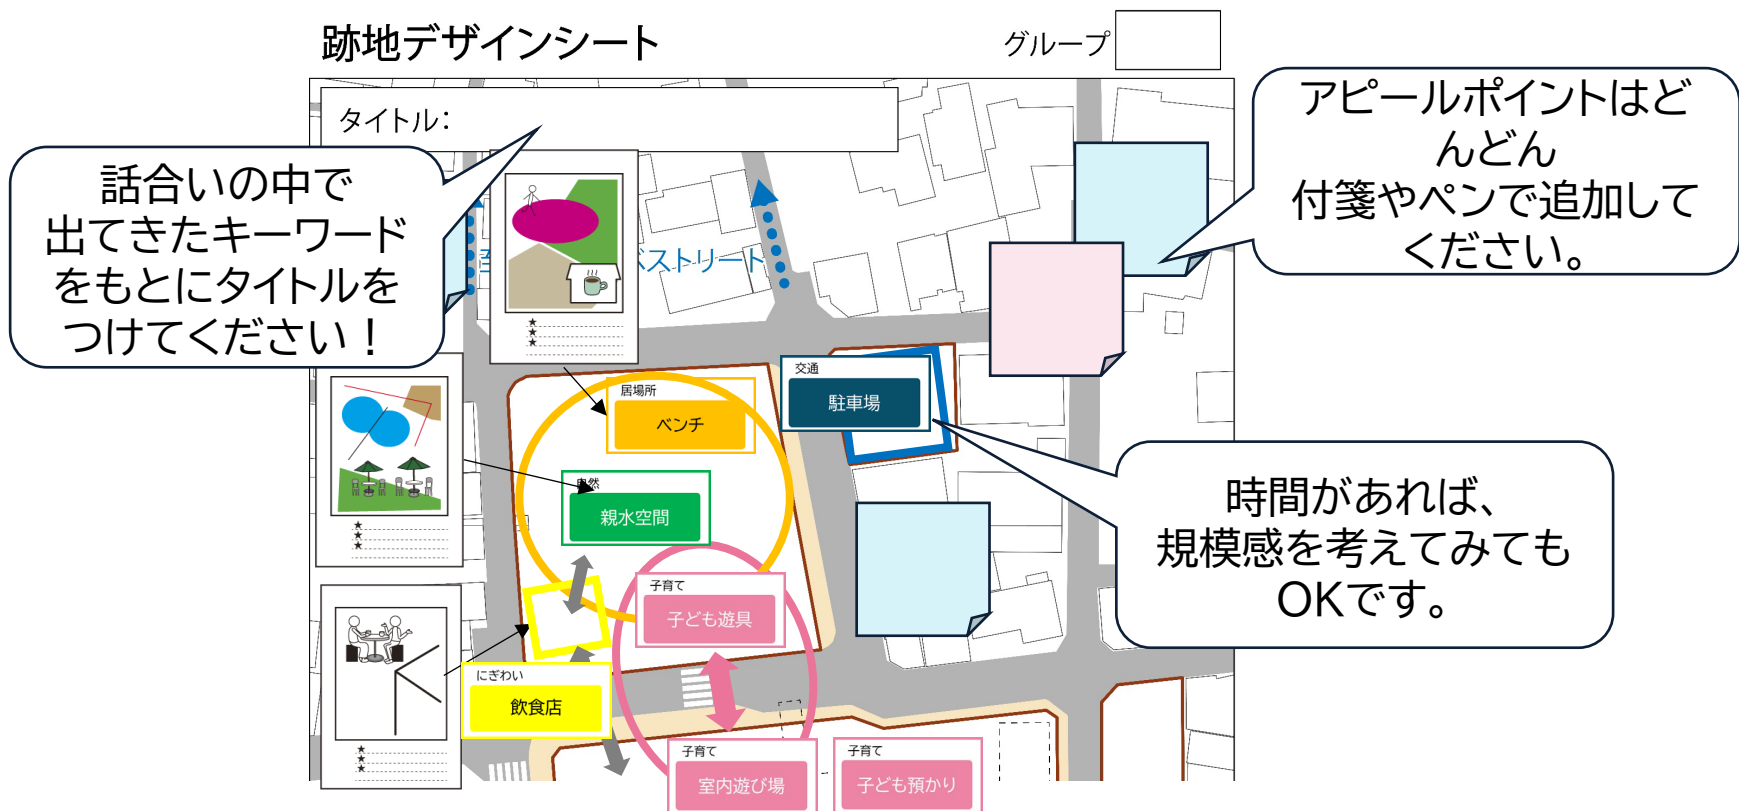 跡地デザインシート
グループ
タイトル：
話合いの中で
出てきたキーワード
をもとにタイトルを
つけてください！
アピールポイントはど
んどん
付箋やペンで追加して
ください。
ストリート
居場所
ベンチ
交通
駐車場
自然
親水空間
時間があれば、
規模感を考えてみても
OKです。
子育て
子ども遊具
にぎわい
飲食店
子育て
室内遊び場
子育て
子ども預かり
★
★
★
★
★
★
★
★
★